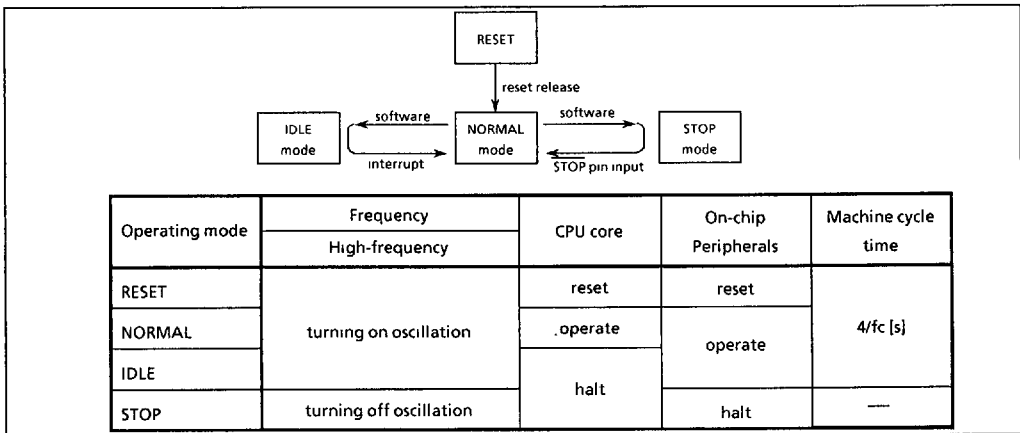 RESET
reset release
IDLE
mode
software
interrupt
NORMAL
mode
software
STOP pin input
STOP
mode
Operating mode
Frequency
High-frequency
CPU core
On-chip
Peripherals
Machine cycle
time
RESET
turning on oscillation
reset
reset
4/fc [s]
NORMAL
operate
operate
IDLE
halt
STOP
turning off oscillation
halt
—